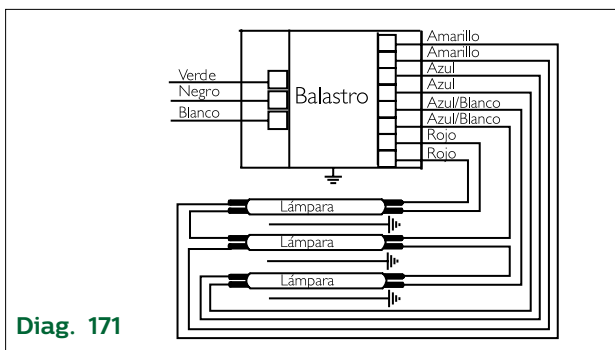 Amarillo
Amarillo
Azul
Azul
Azul/Blanco
Azul/Blanco
Rojo
Rojo
Verde
Negro
Blanco
Balastro
Lámpara
Lámpara
Lámpara
Diag. 171